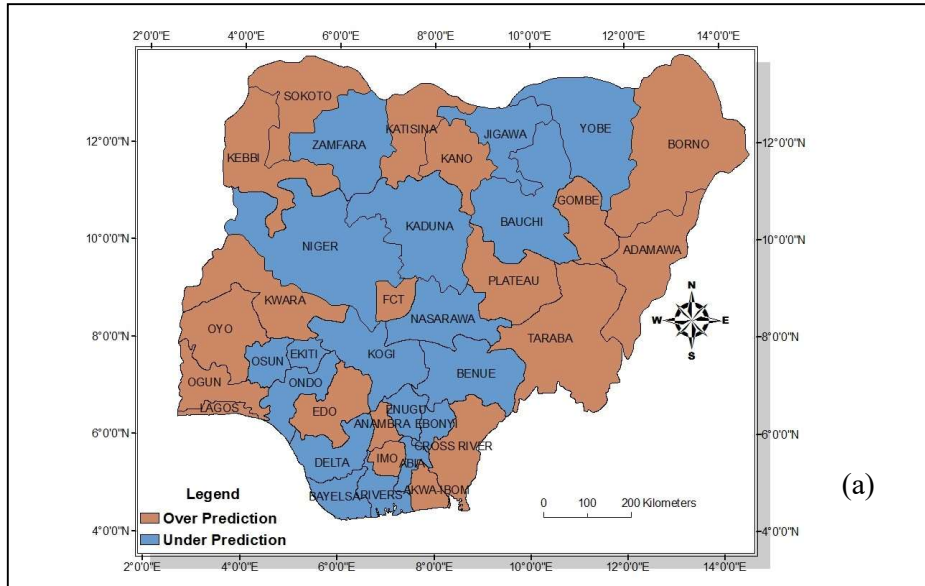 2°0'0"E 4°0'0"E 6°0'0"E 8°0'0"E 10°0'0"E 12°0'0"E 14°0'0"E
SOKOTO
12°0'0"N KEBBI ZAMFARA KATISINA KANO JIGAWA YOBE BORNO 12°0'0"N
GOMBE
BAUCHI
KADUNA
10°0'0"N NIGER ADAMAWA 10°0'0"N
PLATEAU
FCT
KWARA
N
W E
S
NASARAWA
8°0'0"N OYO TARABA 8°0'0"N
OSUN EKITI KOGI
BENUE
OGUN ONDO
LAGOS EDO ENUGU
6°0'0"N ANAMBRA EBONYI 6°0'0"N
CROSS RIVER
DELTA IMO ABIA
(a)
BAYELSA RIVERS AKWA-IBOM
Legend
Over Prediction
Under Prediction
0 100 200 Kilometers
4°0'0"N 4°0'0"N
2°0'0"E 4°0'0"E 6°0'0"E 8°0'0"E 10°0'0"E 12°0'0"E 14°0'0"E